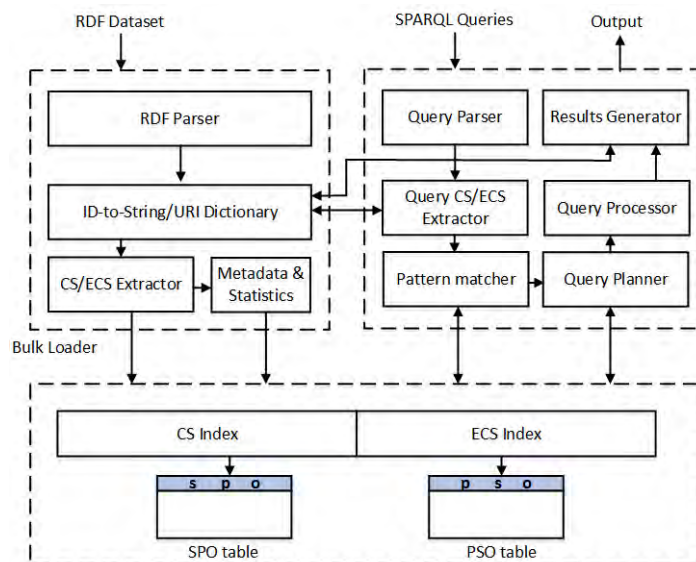 RDF Dataset
SPARQL Queries
Output
RDF Parser
Query Parser
Results Generator
ID-to-String/URI Dictionary
Query CS/ECS
Extractor
Query Processor
CS/ECS Extractor
Metadata &
Statistics
Pattern matcher
Query Planner
Bulk Loader
CS Index
ECS Index
s p o
p s o
SPO table
PSO table